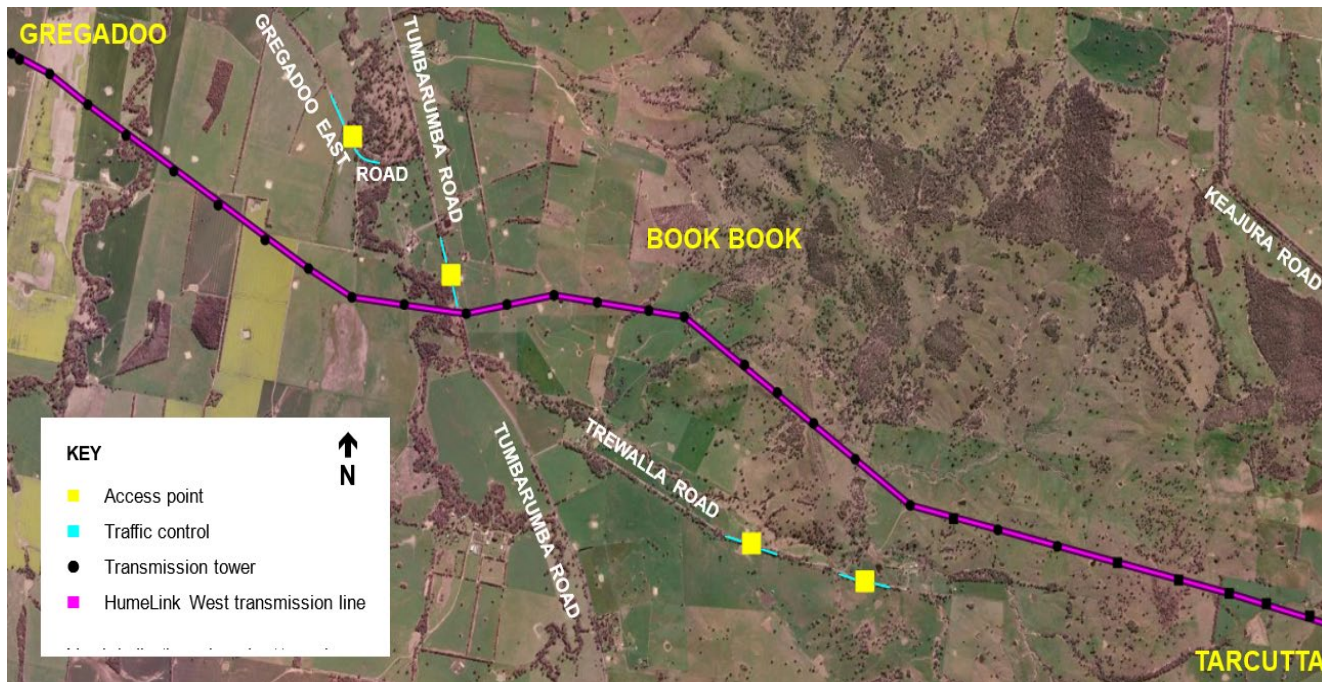 GREGADOO
GREGADOO EAST
ROAD
TUMBARUMBA ROAD
BOOK BOOK
KEAJURA ROAD
TREWALLA ROAD
TUMBARUMBA ROAD
TARCUTTA
KEY
N
Access point
Traffic control
Transmission tower
HumeLink West transmission line